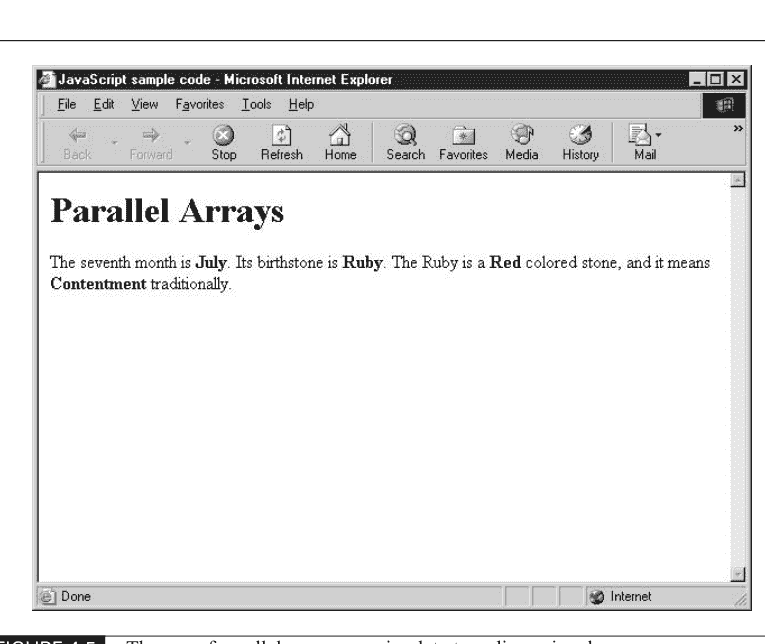 JavaScript sample code - Microsoft Internet Explorer
File Edit View Favorites Tools Help
Back Forward Stop Refresh Home Search Favorites Media History Mail »
Parallel Arrays
The seventh month is July. Its birthstone is Ruby. The Ruby is a Red colored stone, and it means
Contentment traditionally.
Done Internet